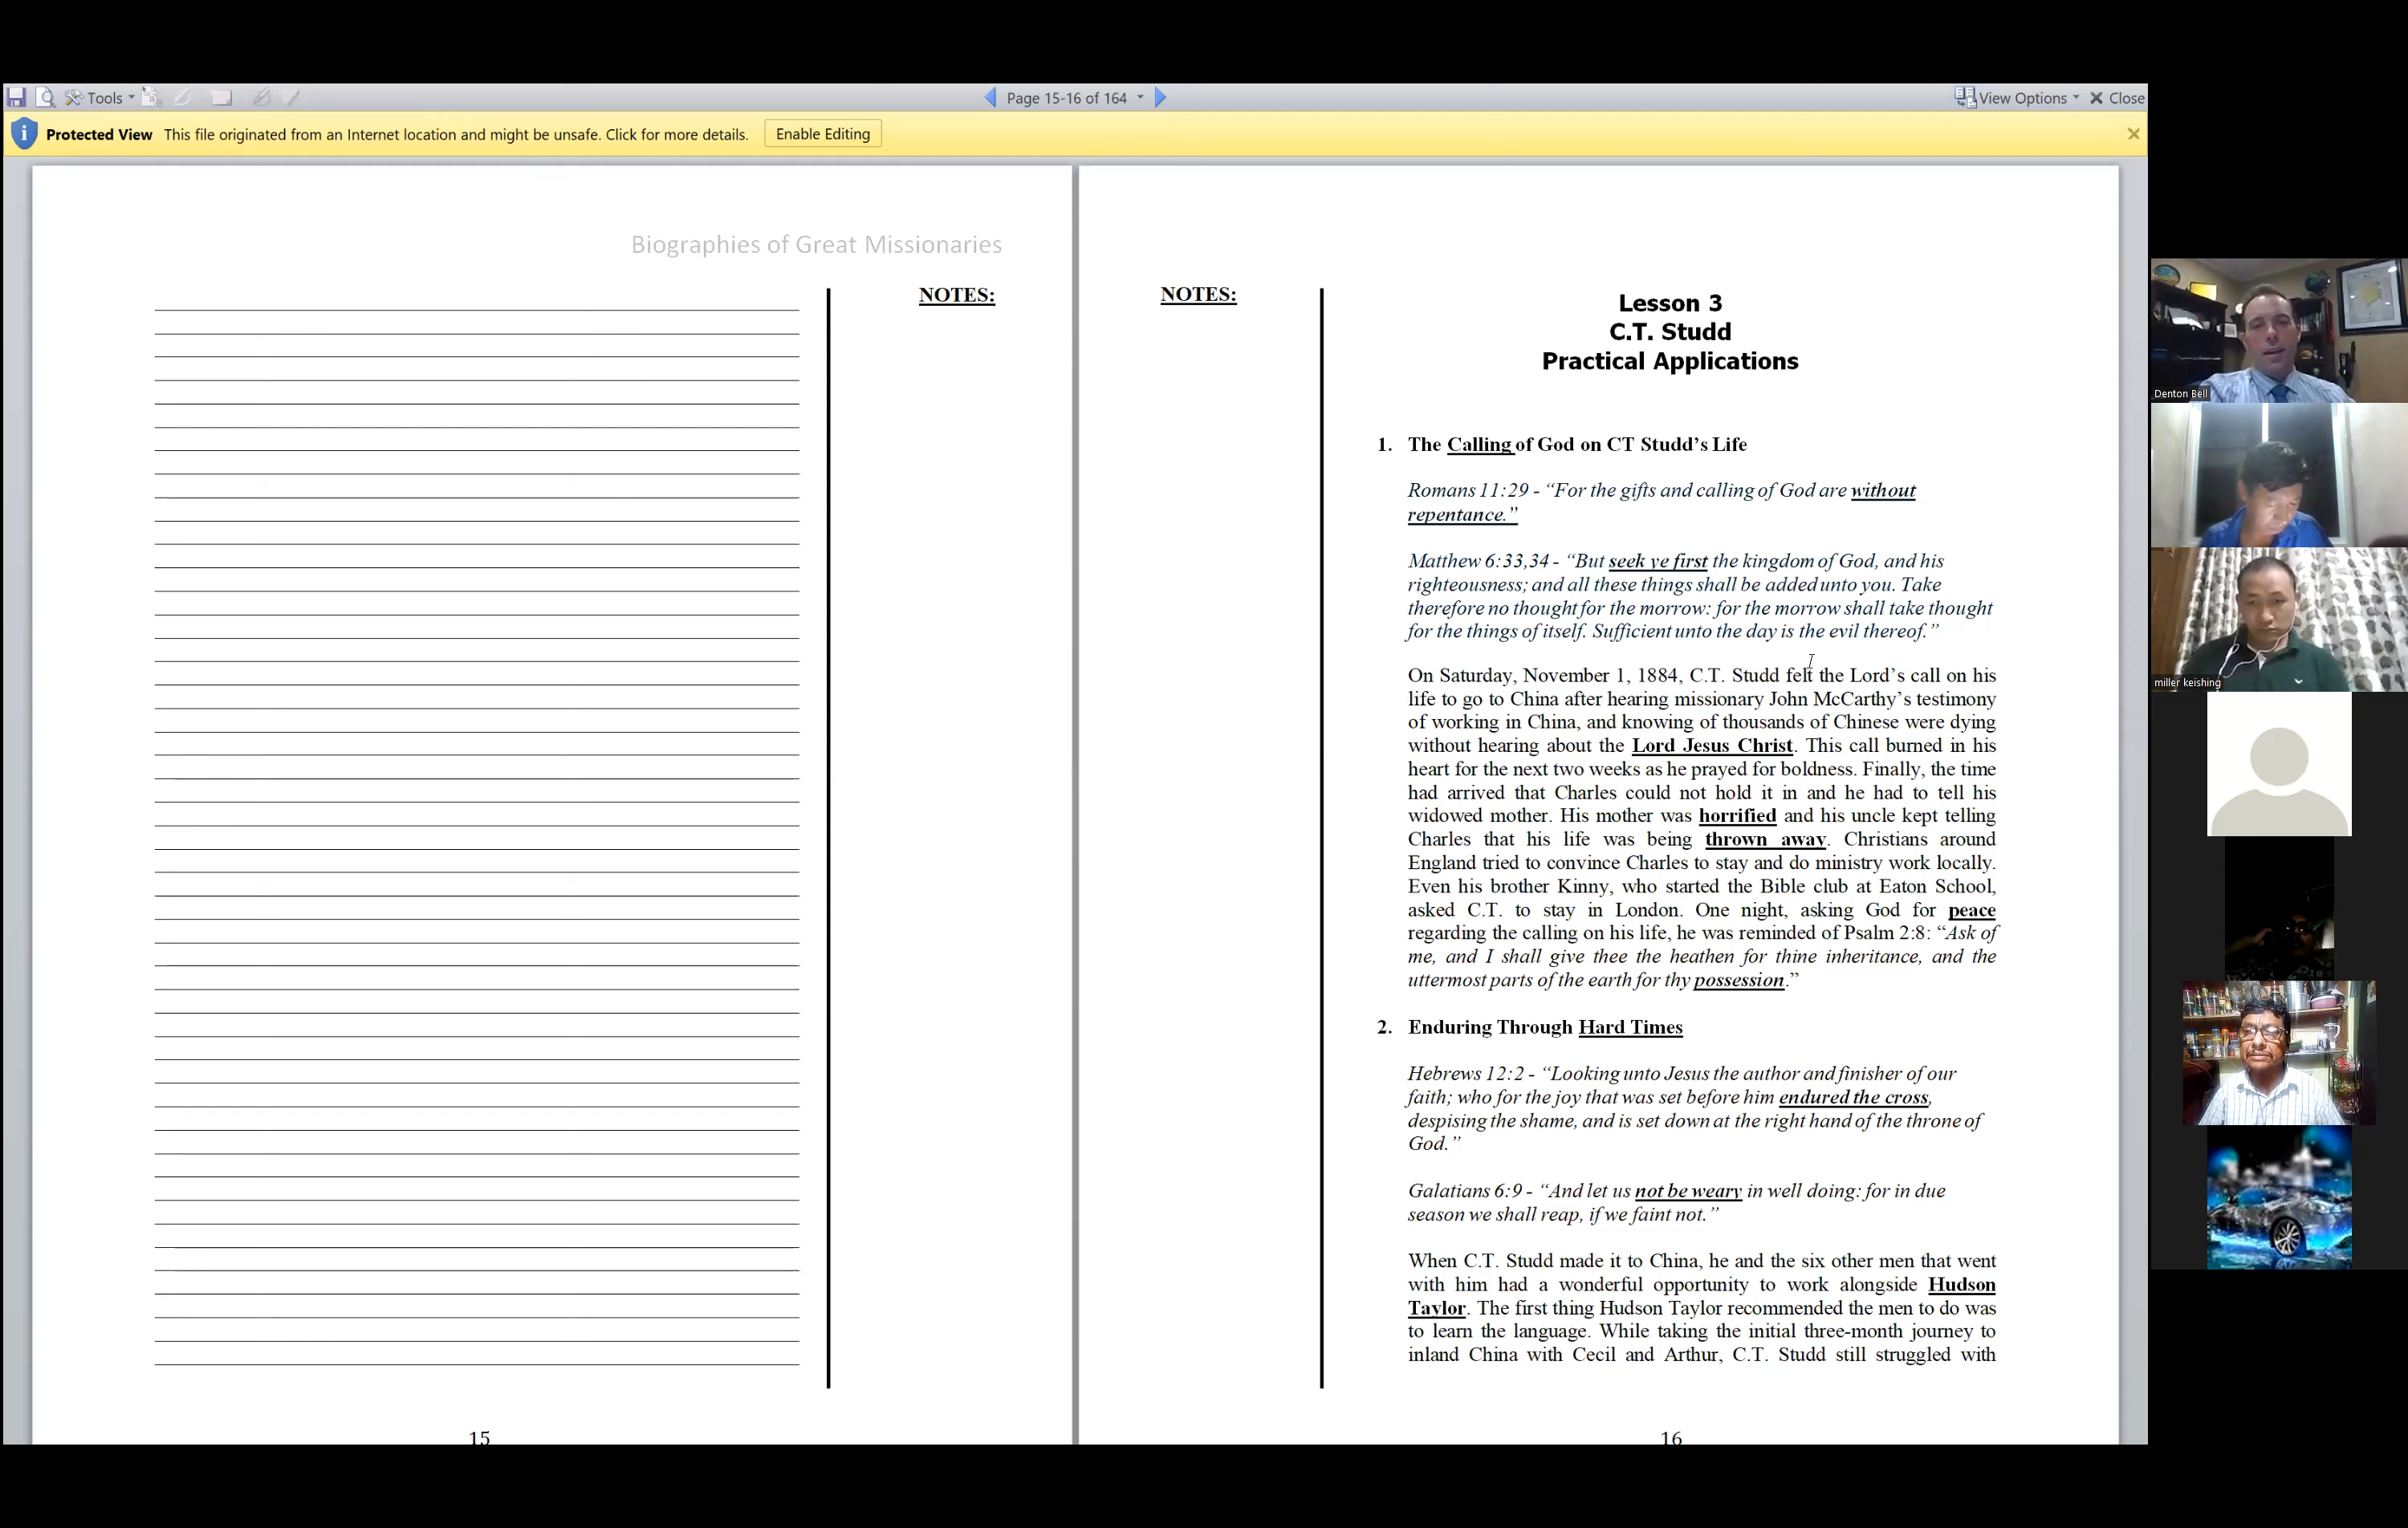 Tools
Page 15-16 of 164
View Options
Close
Protected View This file originated from an Internet location and might be unsafe. Click for more details. Enable Editing
Biographies of Great Missionaries
NOTES:
15
NOTES:
Lesson 3
C.T. Studd
Practical Applications
1. The Calling of God on CT Studd’s Life
Romans 11:29 - “For the gifts and calling of God are without
repentance.”
Matthew 6:33,34 - “But seek ye first the kingdom of God, and his
righteousness; and all these things shall be added unto you. Take
therefore no thought for the morrow: for the morrow shall take thought
for the things of itself. Sufficient unto the day is the evil thereof.”
On Saturday, November 1, 1884, C.T. Studd felt the Lord’s call on his
life to go to China after hearing missionary John McCarthy’s testimony
of working in China, and knowing of thousands of Chinese were dying
without hearing about the Lord Jesus Christ. This call burned in his
heart for the next two weeks as he prayed for boldness. Finally, the time
had arrived that Charles could not hold it in and he had to tell his
widowed mother. His mother was horrified and his uncle kept telling
Charles that his life was being thrown away. Christians around
England tried to convince Charles to stay and do ministry work locally.
Even his brother Kinny, who started the Bible club at Eaton School,
asked C.T. to stay in London. One night, asking God for peace
regarding the calling on his life, he was reminded of Psalm 2:8: “Ask of
me, and I shall give thee the heathen for thine inheritance, and the
uttermost parts of the earth for thy possession.”
2. Enduring Through Hard Times
Hebrews 12:2 - “Looking unto Jesus the author and finisher of our
faith; who for the joy that was set before him endured the cross,
despising the shame, and is set down at the right hand of the throne of
God.”
Galatians 6:9 - “And let us not be weary in well doing: for in due
season we shall reap, if we faint not.”
When C.T. Studd made it to China, he and the six other men that went
with him had a wonderful opportunity to work alongside Hudson
Taylor. The first thing Hudson Taylor recommended the men to do was
to learn the language. While taking the initial three-month journey to
inland China with Cecil and Arthur, C.T. Studd still struggled with
16
Denton Bell
miller keishing